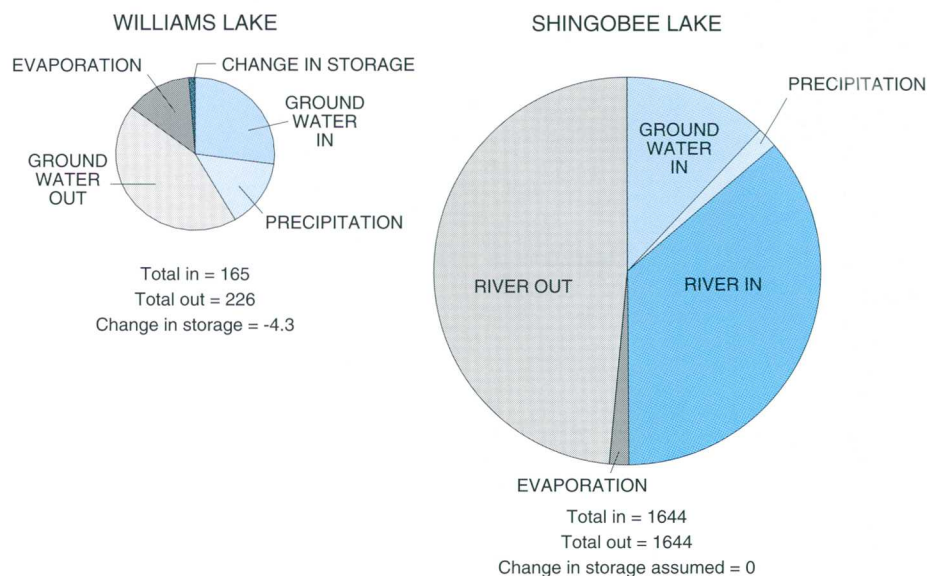 WILLIAMS LAKE
EVAPORATION
CHANGE IN STORAGE
GROUND
WATER
IN
GROUND
WATER
OUT
PRECIPITATION
Total in = 165
Total out = 226
Change in storage = -4.3
SHINGOBEE LAKE
PRECIPITATION
GROUND
WATER
IN
RIVER OUT
RIVER IN
EVAPORATION
Total in = 1644
Total out = 1644
Change in storage assumed = 0